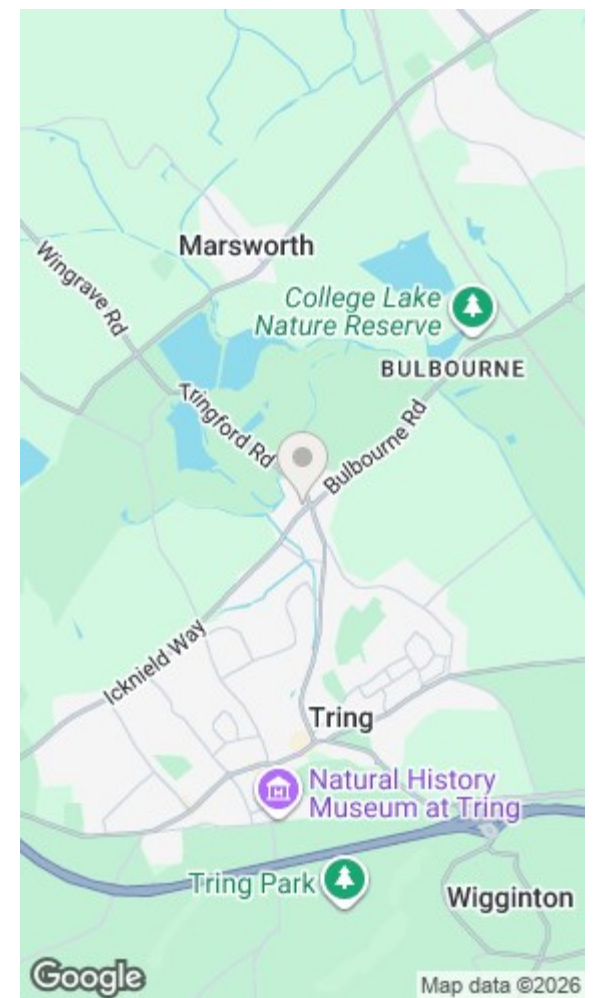 Marsworth
Wingrave Rd
College Lake
Nature Reserve
BULBOURNE
Tringford Rd
Bulbourne Rd
Icknield Way
Tring
Natural History
Museum at Tring
Tring Park
Wigginton
Google
Map data ©2026